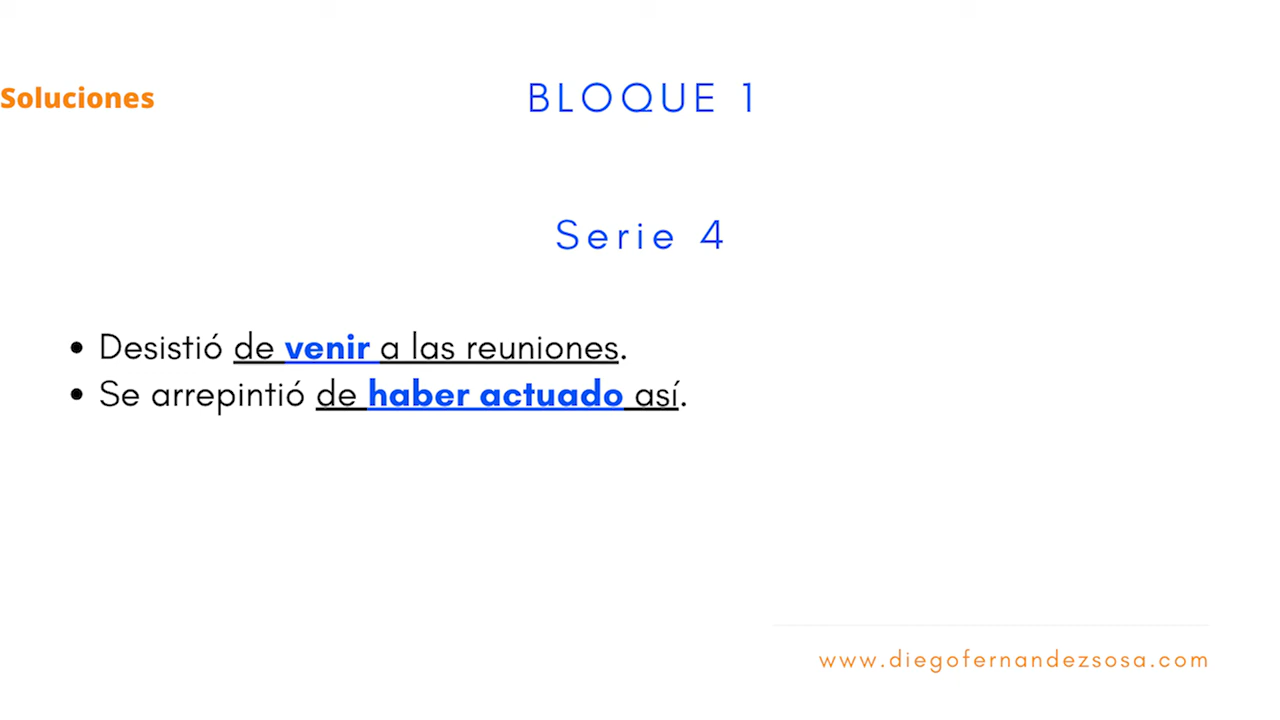 Soluciones
BLOQUE 1
Serie 4
• Desistió de venir a las reuniones.
• Se arrepintió de haber actuado así.
www.diegofernandezsosa.com